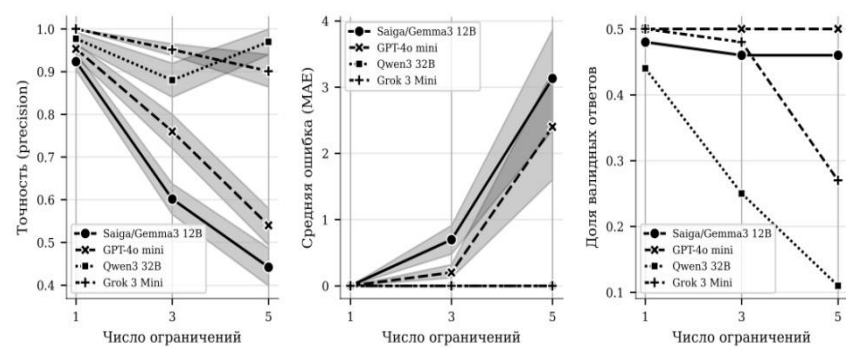 Точность (precision)
1.0
0.9
0.8
0.7
0.6
0.5
0.4
Saiga/Gemma3 12B
GPT-4o mini
Qwen3 32B
Grok 3 Mini
1 3 5
Число ограничений
Средняя ошибка (MAE)
4
3
2
1
0
Saiga/Gemma3 12B
GPT-4o mini
Qwen3 32B
Grok 3 Mini
1 3 5
Число ограничений
Доля валидных ответов
0.5
0.4
0.3
0.2
0.1
Saiga/Gemma3 12B
GPT-4o mini
Qwen3 32B
Grok 3 Mini
1 3 5
Число ограничений